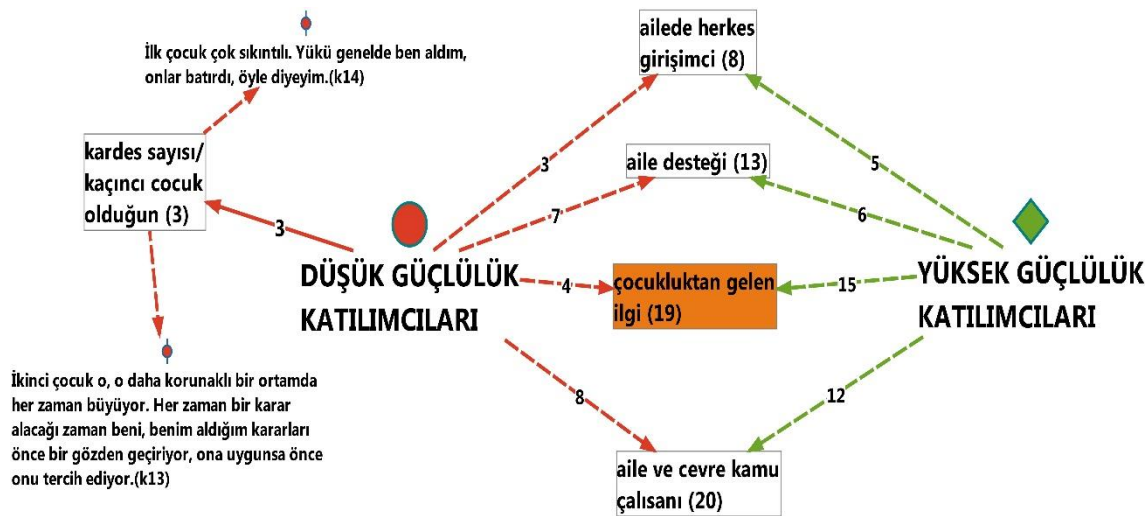 İlk çocuk çok sıkıntılı. Yükü genelde ben aldım,
onlar batırdı, öyle diyeyim.(k14)
kardes sayısı/
kaçıncı cocuk
olduğun (3)
3
İkinci çocuk o, o daha korunaklı bir ortamda
her zaman büyüyor. Her zaman bir karar
alacağı zaman beni, benim aldığım kararları
önce bir gözden geçiriyor, ona uygunsa önce
onu tercih ediyor.(k13)
DÜŞÜK GÜÇLÜLÜK
KATILIMCILARI
3
7
4
8
ailede herkes
girişimci (8)
aile desteği (13)
çocukluktan gelen
ilgi (19)
aile ve cevre kamu
çalısanı (20)
5
6
15
12
YÜKSEK GÜÇLÜLÜK
KATILIMCILARI